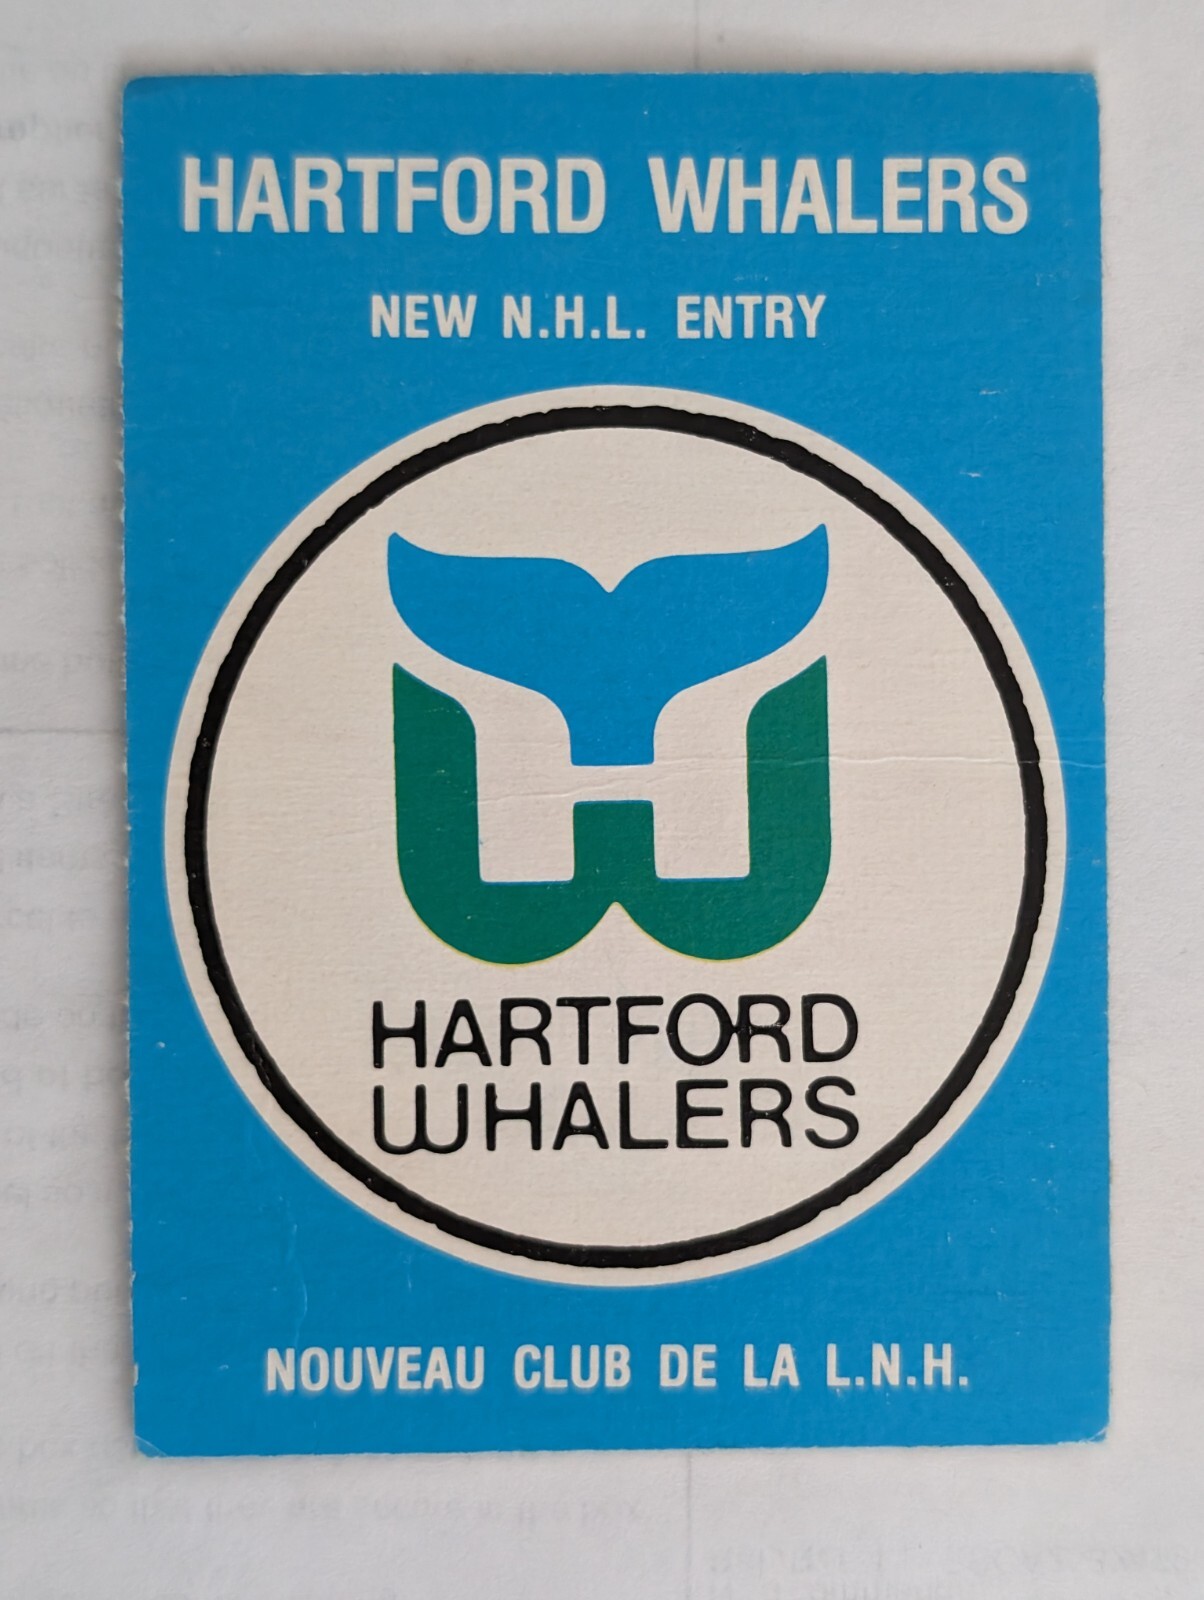 HARTFORD WHALERS
NEW N.H.L. ENTRY
HARTFORD
WHALERS
NOUVEAU CLUB DE LA L.N.H.